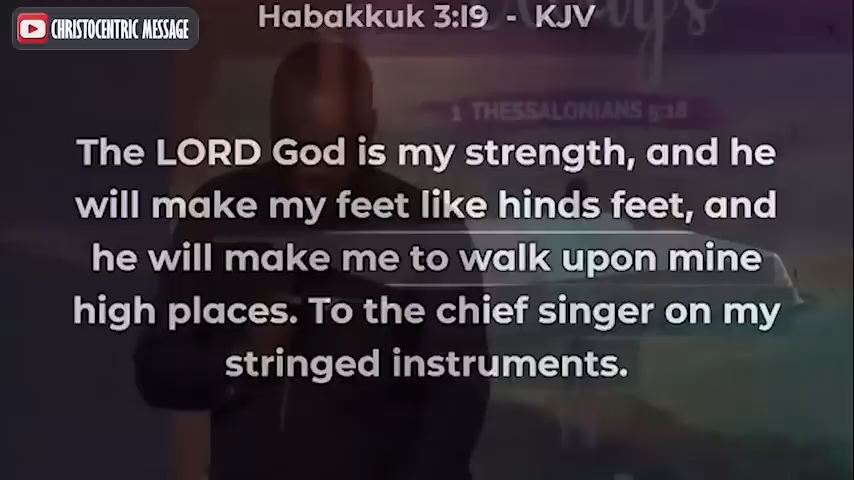 CHRISTOCENTRIC MESSAGE
Habakkuk 3:19 - KJV
1 THESSALONIANS 5:18
The LORD God is my strength, and he
will make my feet like hinds feet, and
he will make me to walk upon mine
high places. To the chief singer on my
stringed instruments.